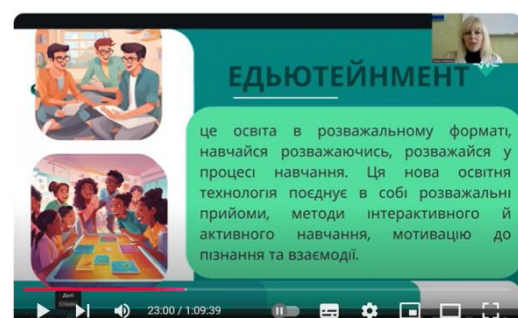 ЕДЬЮТЕЙНМЕНТ
це освіта в розважальному форматі,
навчайся розважаючись, розважайся у
процесі навчання. Ця нова освітня
технологія поєднує в собі розважальні
прийоми, методи інтерактивного й
активного навчання, мотивацію до
пізнання та взаємодії.
Далі
23:00 / 1:09:39